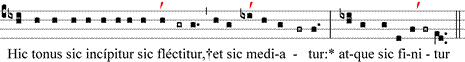 Hic tonus sic incípitur sic fléctitur,†et sic medi-a - tur:* at-que sic fi-ni - tur